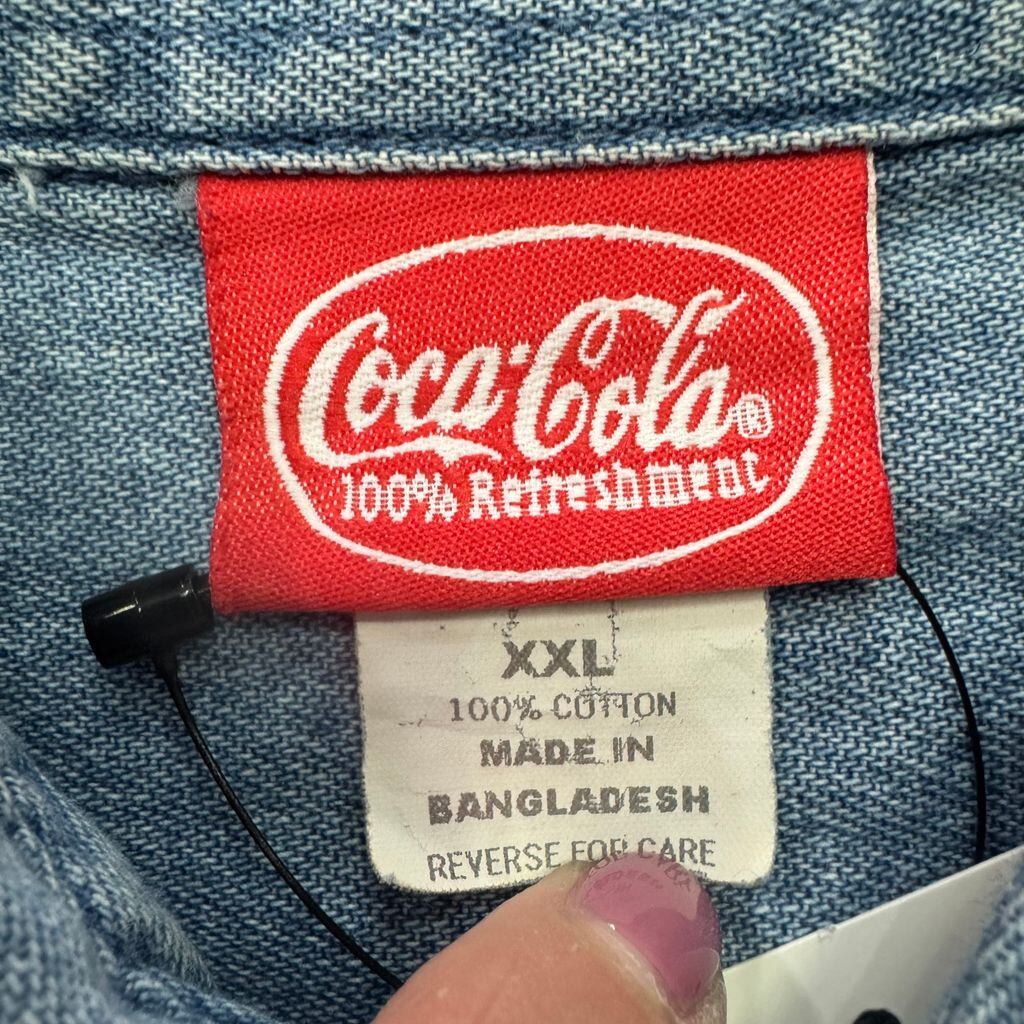 Coca-Cola®
100% Refreshment
XXL
100% COTTON
MADE IN
BANGLADESH
REVERSE FOR CARE